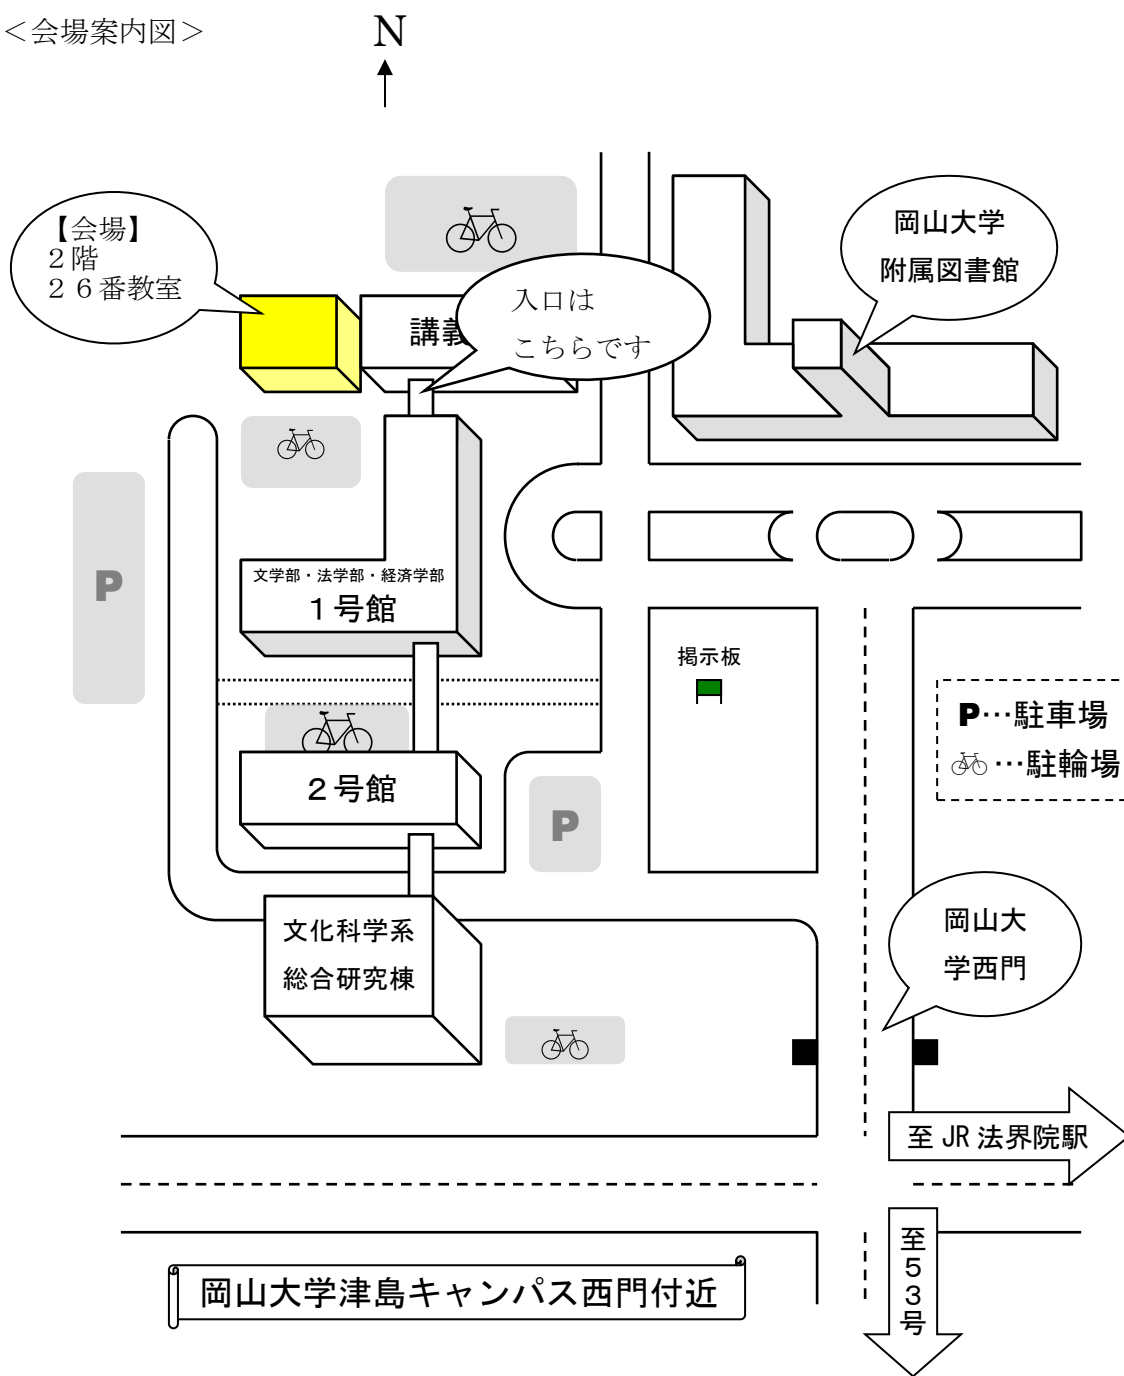 ＜会場案内図＞
N
【会場】
２階
２６番教室
岡山大学
附属図書館
入口は
こちらです
講義
文学部・法学部・経済学部
１号館
P
掲示板
P…駐車場
…駐輪場
２号館
P
文化科学系
総合研究棟
岡山大
学西門
至 JR 法界院駅
至５３号
岡山大学津島キャンパス西門付近